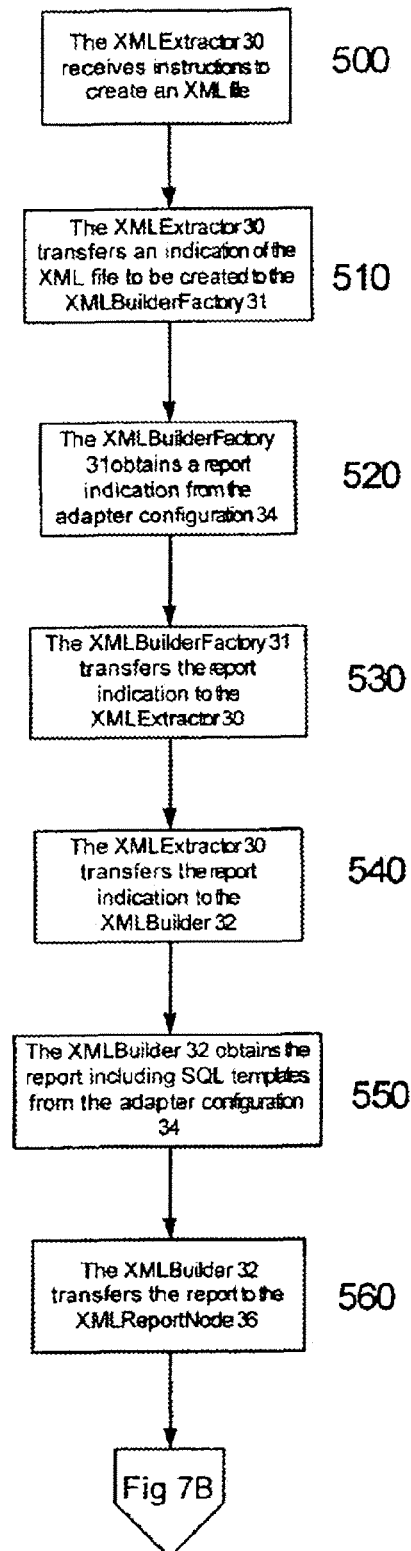 The XMLExtractor 30
receives instructions to
create an XML file
500
The XMLExtractor 30
transfers an indication of the
XML file to be created to the
XMLBuilderFactory 31
510
The XMLBuilderFactory
31 obtains a report
indication from the
adapter configuration 34
520
The XMLBuilderFactory 31
transfers the report
indication to the
XMLExtractor 30
530
The XMLExtractor 30
transfers the report
indication to the
XMLBuilder 32
540
The XMLBuilder 32 obtains the
report including SQL templates
from the adapter configuration
34
550
The XMLBuilder 32
transfers the report to the
XMLReportNode 36
560
Fig 7B